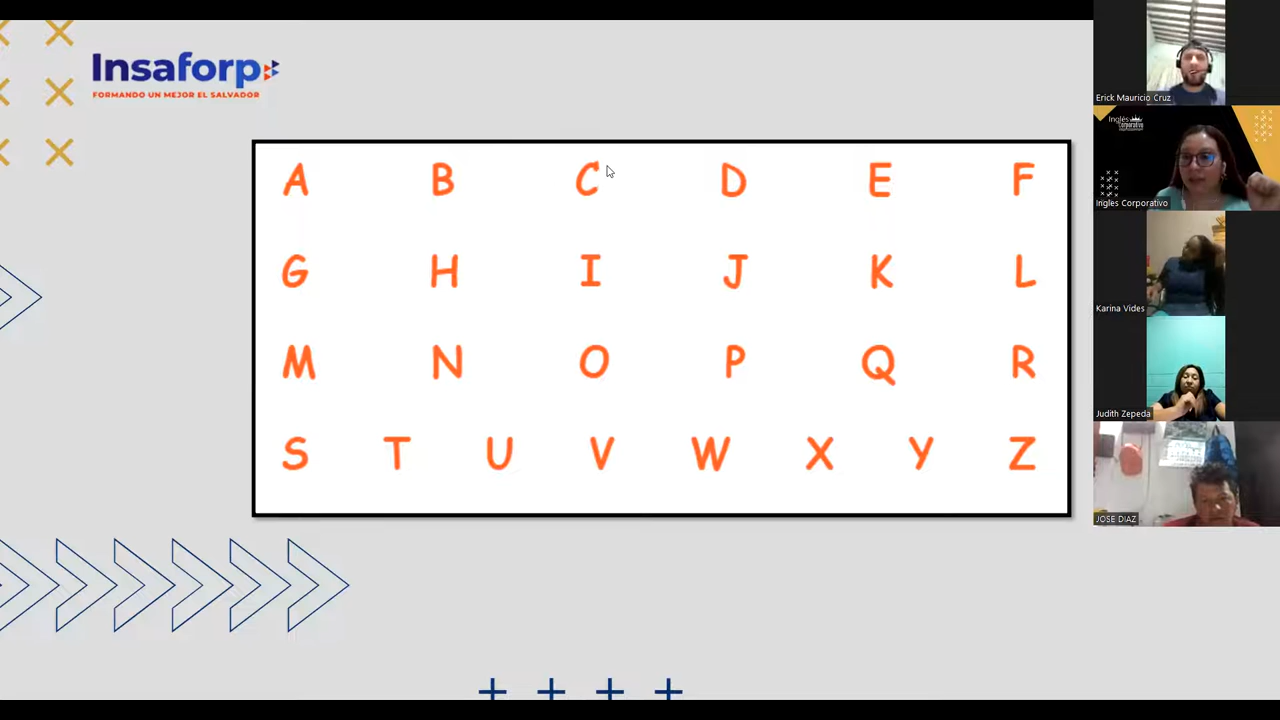 Insaforp
FORMANDO UN MEJOR EL SALVADOR
A B C D E F
G H I J K L
M N O P Q R
S T U V W X Y Z
Erick Mauricio Cruz
Inglés
Corporativo
Ingles Corporativo
Karina Vides
Judith Zepeda
JOSE DIAZ